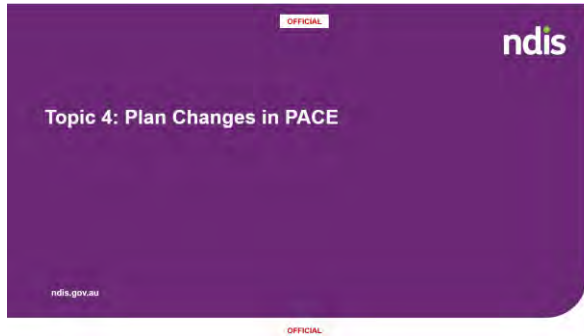 OFFICIAL
ndis
Topic 4: Plan Changes in PACE
ndis.gov.au
OFFICIAL